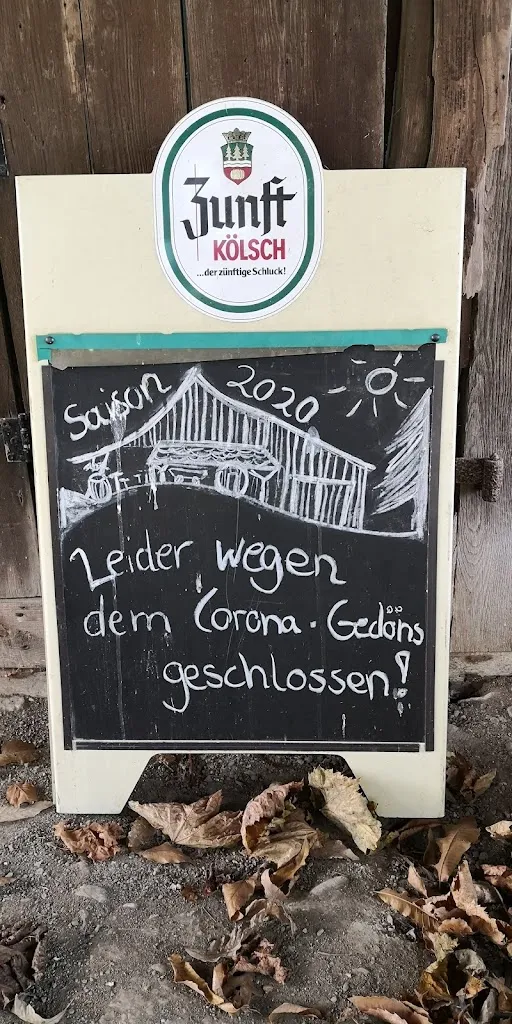 Zunft
KÖLSCH
...der zünftige Schluck!
Saison 2020
Leider wegen
dem Corona-Gedöns
geschlossen!